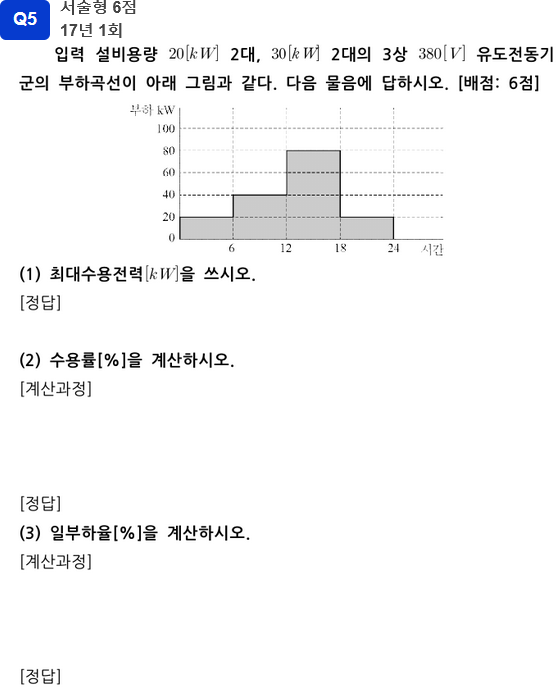 Q5
서술형 6점
17년 1회
입력 설비용량 20[kW] 2대, 30[kW] 2대의 3상 380[V] 유도전동기
군의 부하곡선이 아래 그림과 같다. 다음 물음에 답하시오. [배점: 6점]
부하 kW
100
80
60
40
20
0
6 12 18 24 시간
(1) 최대수용전력[kW]을 쓰시오.
[정답]
(2) 수용률[%]을 계산하시오.
[계산과정]
[정답]
(3) 일부하율[%]을 계산하시오.
[계산과정]
[정답]